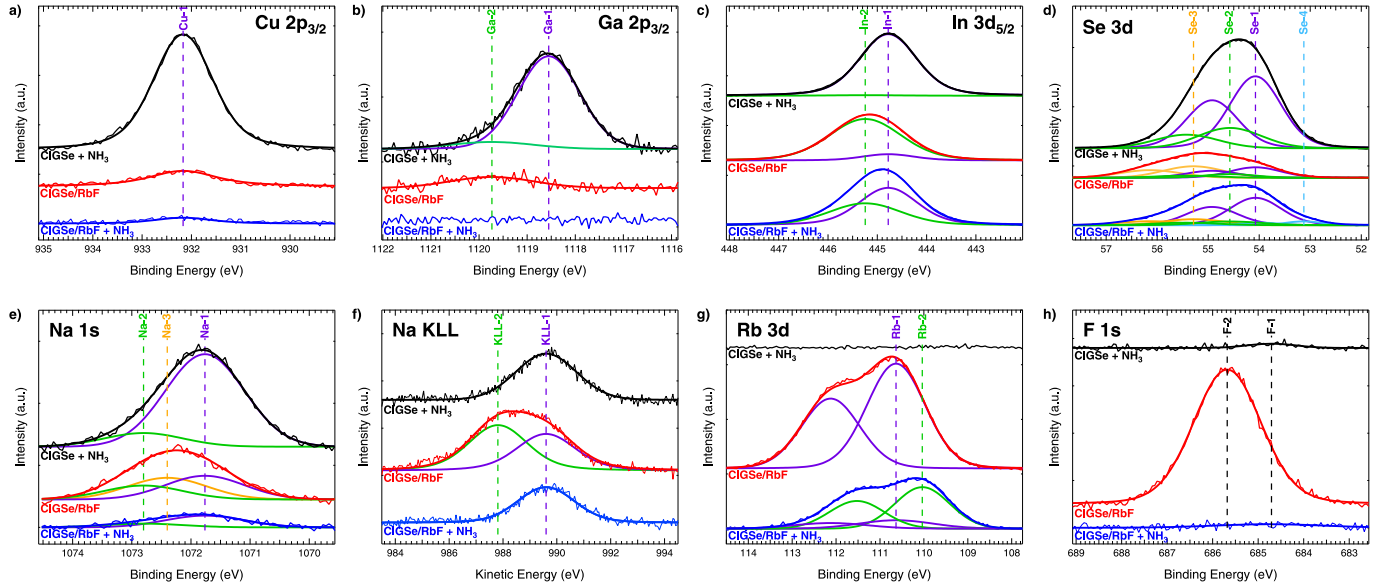 a) Cu-1 Cu 2p3/2
Intensity (a.u.)
CIGSe + NH3
CIGSe/RbF
CIGSe/RbF + NH3
935 934 933 932 931 930
Binding Energy (eV)
b) Ga-2 Ga-1 Ga 2p3/2
Intensity (a.u.)
CIGSe + NH3
CIGSe/RbF
CIGSe/RbF + NH3
1122 1121 1120 1119 1118 1117 1116
Binding Energy (eV)
c) In-2 In-1 In 3d5/2
Intensity (a.u.)
CIGSe + NH3
CIGSe/RbF
CIGSe/RbF + NH3
448 447 446 445 444 443
Binding Energy (eV)
d) Se 3d Se-3 Se-2 Se-1 Se-4
Intensity (a.u.)
CIGSe + NH3
CIGSe/RbF
CIGSe/RbF + NH3
57 56 55 54 53 52
Binding Energy (eV)
e) Na 1s Na-2 Na-3 Na-1
Intensity (a.u.)
CIGSe + NH3
CIGSe/RbF
CIGSe/RbF + NH3
1074 1073 1072 1071 1070
Binding Energy (eV)
f) Na KLL KLL-2 KLL-1
Intensity (a.u.)
CIGSe + NH3
CIGSe/RbF
CIGSe/RbF + NH3
984 986 988 990 992 994
Kinetic Energy (eV)
g) Rb 3d Rb-1 Rb-2
Intensity (a.u.)
CIGSe + NH3
CIGSe/RbF
CIGSe/RbF + NH3
114 113 112 111 110 109 108
Binding Energy (eV)
h) F 1s F-2 F-1
Intensity (a.u.)
CIGSe + NH3
CIGSe/RbF
CIGSe/RbF + NH3
689 688 687 686 685 684 683
Binding Energy (eV)